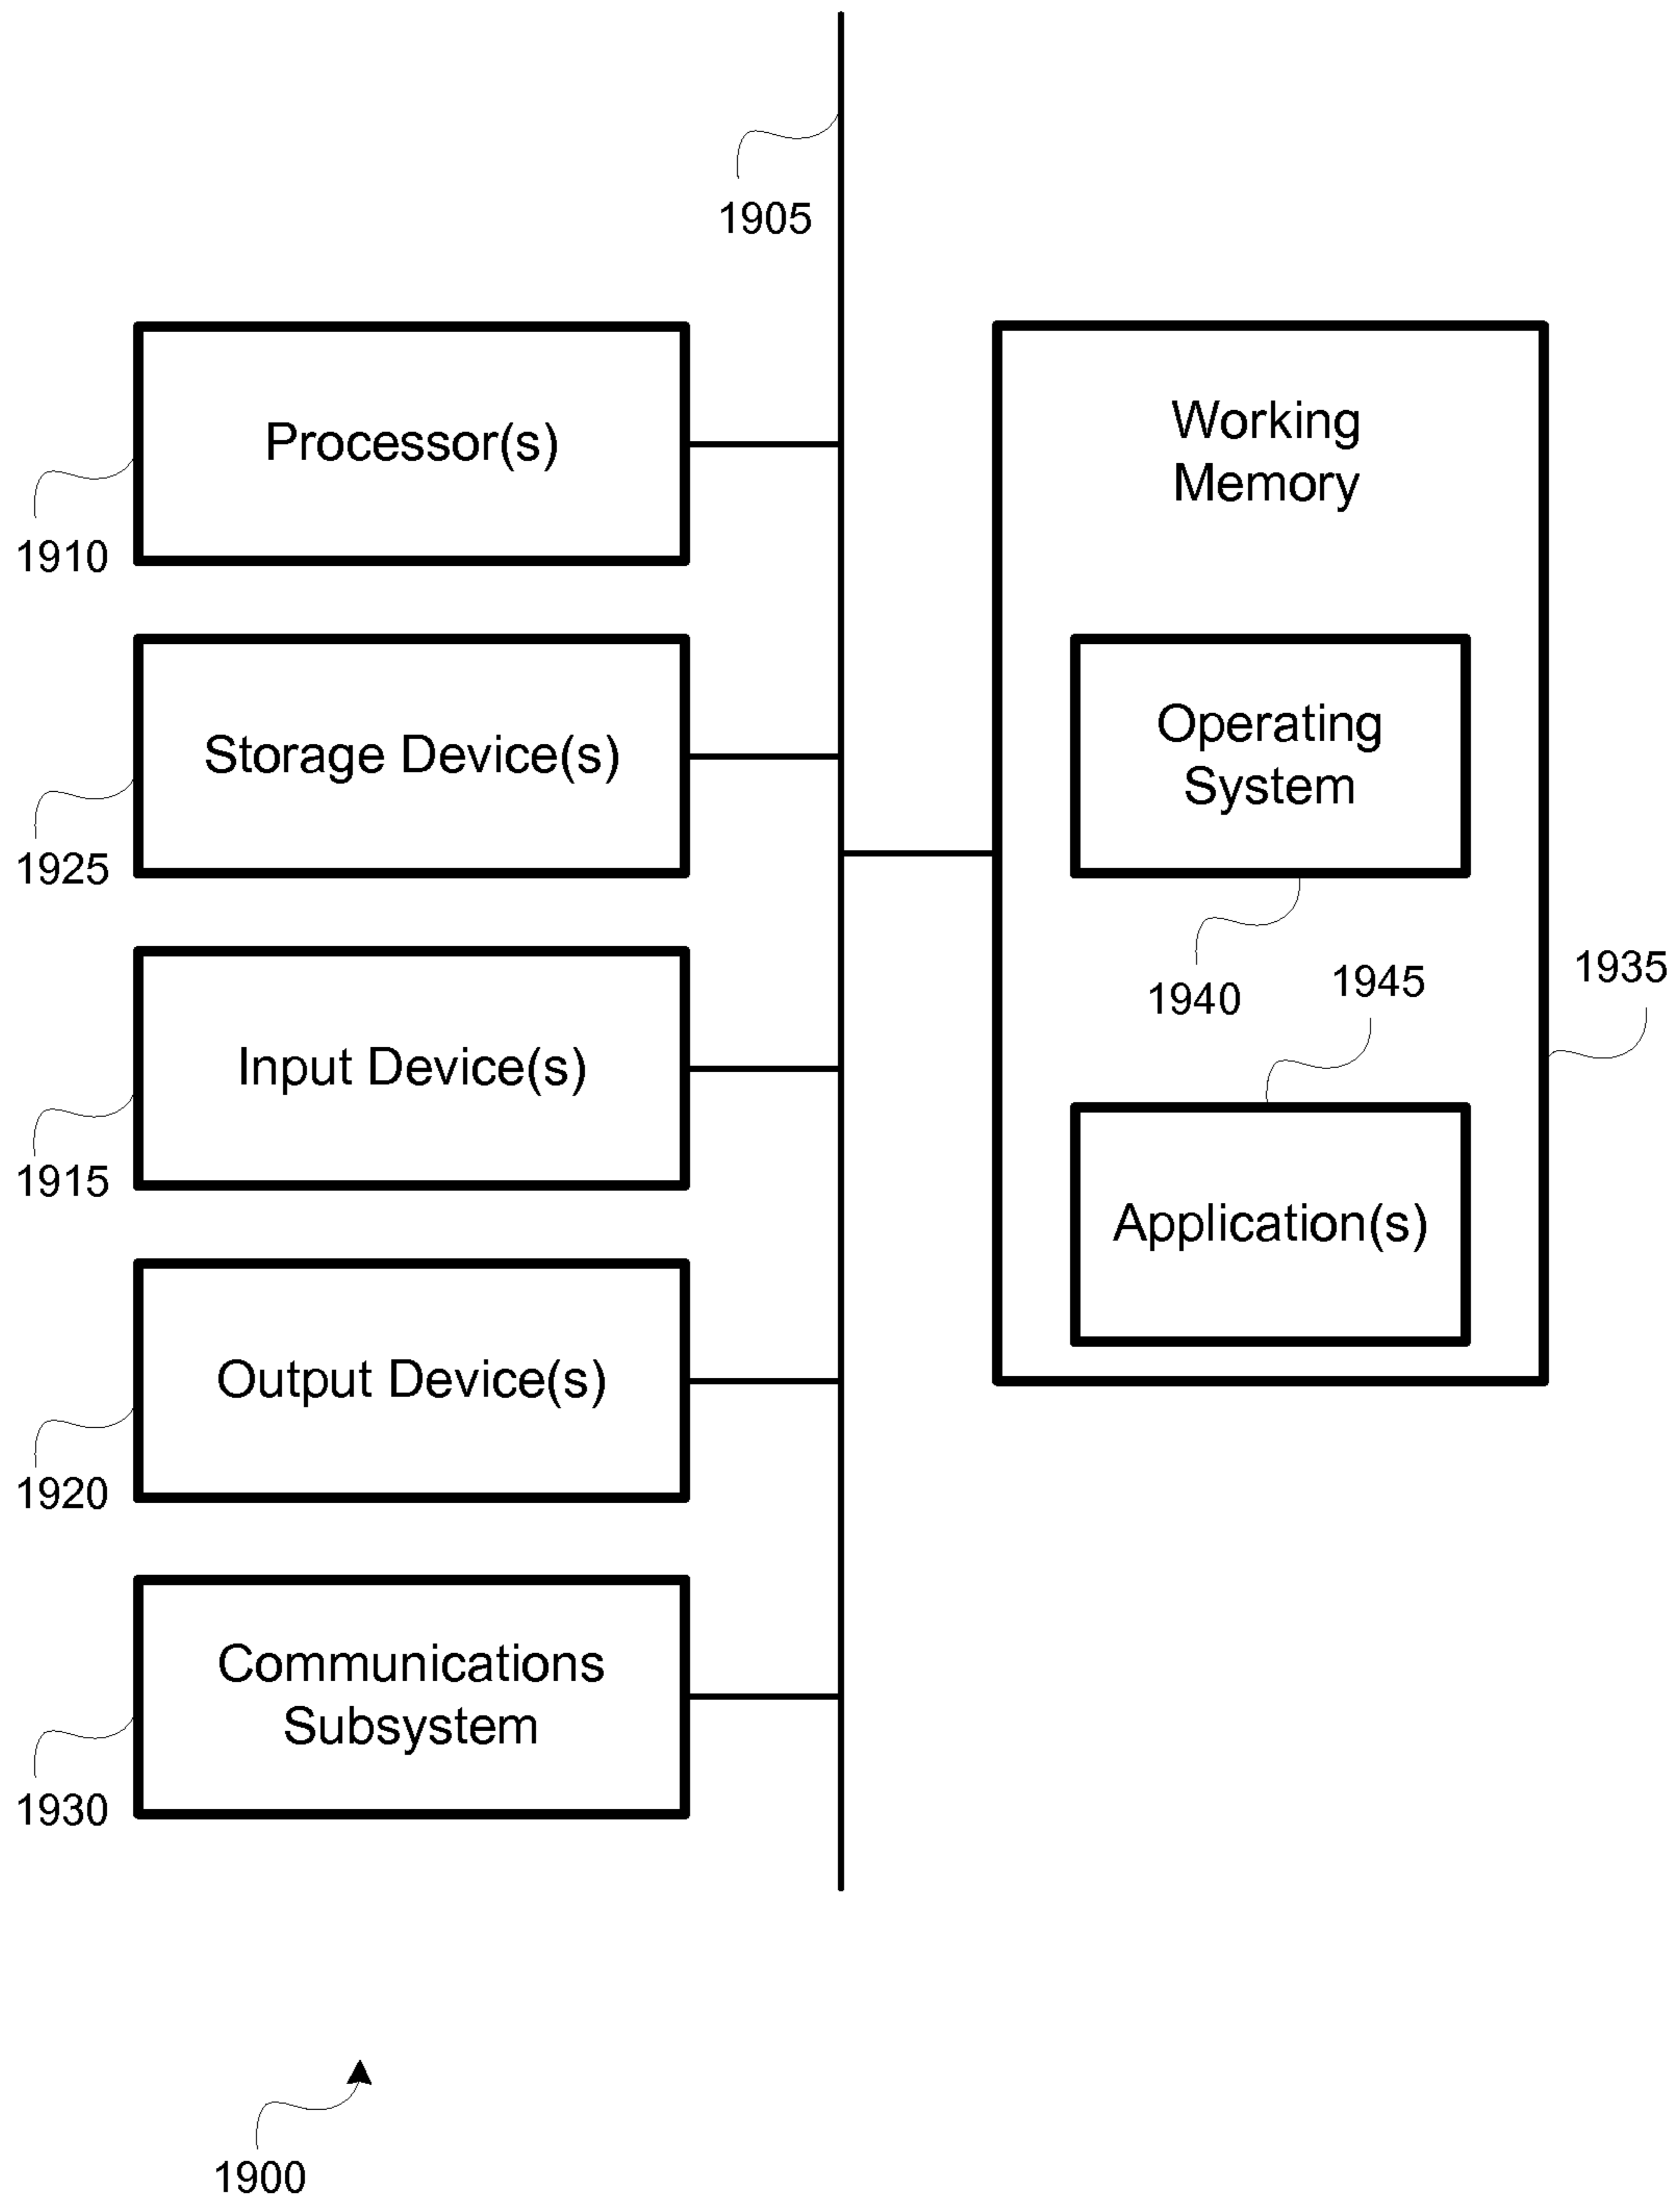 1905
Processor(s)
1910
Storage Device(s)
1925
Input Device(s)
1915
Output Device(s)
1920
Communications
Subsystem
1930
Working
Memory
Operating
System
1940
1945
1935
Application(s)
1900